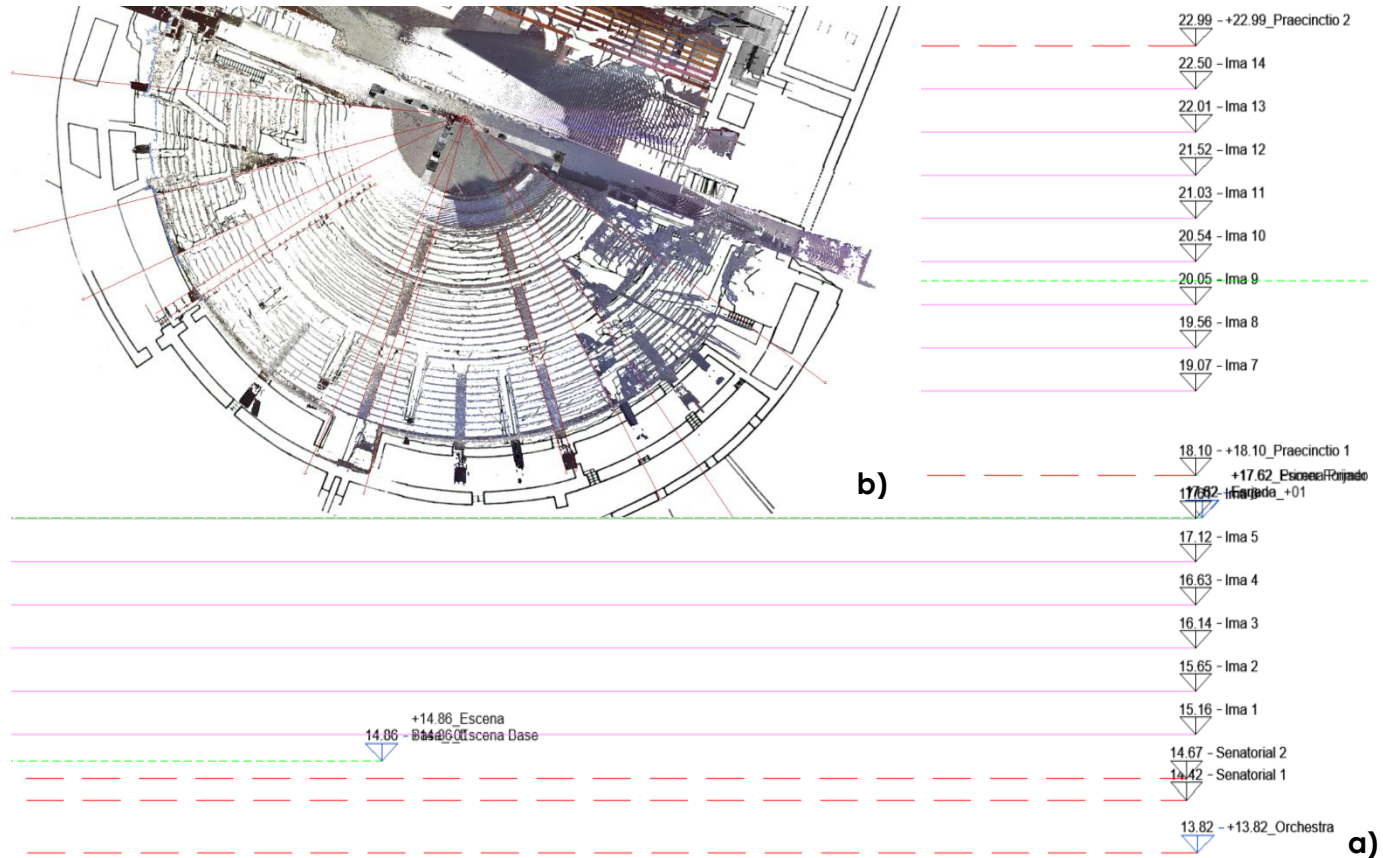 22.99 - +22.99_Praecinctio 2
22.50 - Ima 14
22.01 - Ima 13
21.52 - Ima 12
21.03 - Ima 11
20.54 - Ima 10
20.05 - Ima 9
19.56 - Ima 8
19.07 - Ima 7
18.10 - +18.10_Praecinctio 1
b)
17.12 - Ima 5
16.63 - Ima 4
16.14 - Ima 3
15.65 - Ima 2
15.16 - Ima 1
+14.86_Escena
14.86 - Escena Base
14.67 - Senatorial 2
14.42 - Senatorial 1
13.82 - +13.82_Orchestra
a)